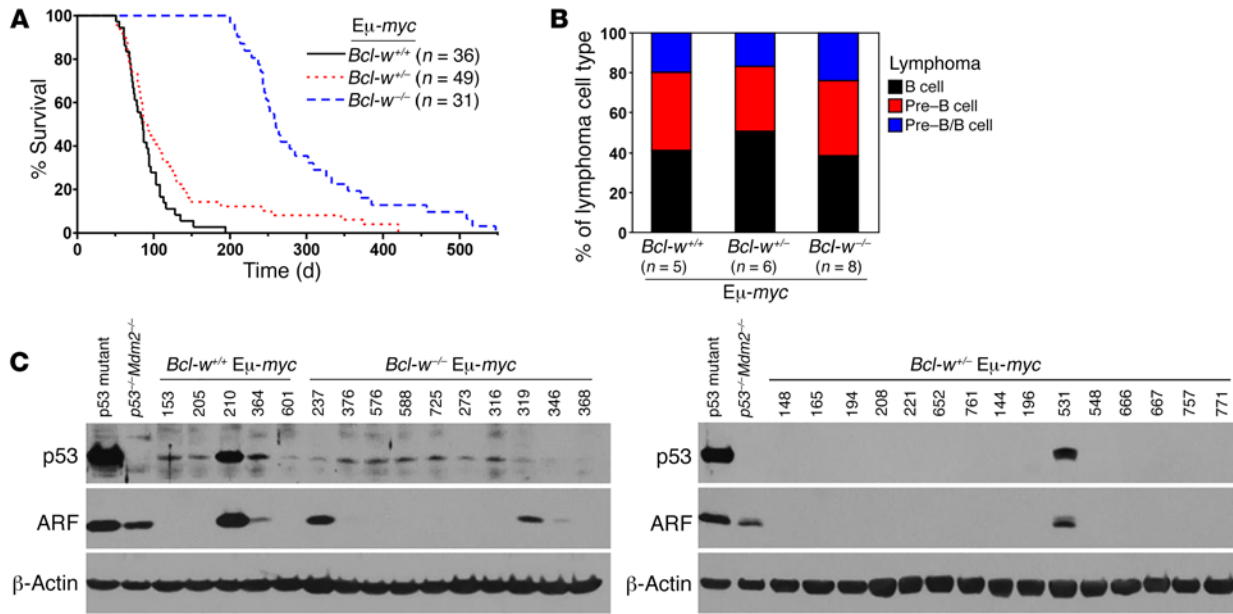 A
Eμ-myc
Bcl-w+/+ (n = 36)
Bcl-w+/− (n = 49)
Bcl-w−/− (n = 31)
% Survival
100
80
60
40
20
0
0 100 200 300 400 500
Time (d)
B
% of lymphoma cell type
100
80
60
40
20
0
Lymphoma
B cell
Pre–B cell
Pre–B/B cell
Bcl-w+/+ Bcl-w+/− Bcl-w−/−
(n = 5) (n = 6) (n = 8)
Eμ-myc
C
p53 mutant
p53−/−Mdm2−/−
Bcl-w+/+ Eμ-myc
153 205 210 364 601
Bcl-w−/− Eμ-myc
237 376 576 588 725 273 316 319 346 368
p53
ARF
β-Actin
p53 mutant
p53−/−Mdm2−/−
Bcl-w+/− Eμ-myc
148 165 194 208 221 652 761 144 196 531 548 666 667 757 771
p53
ARF
β-Actin